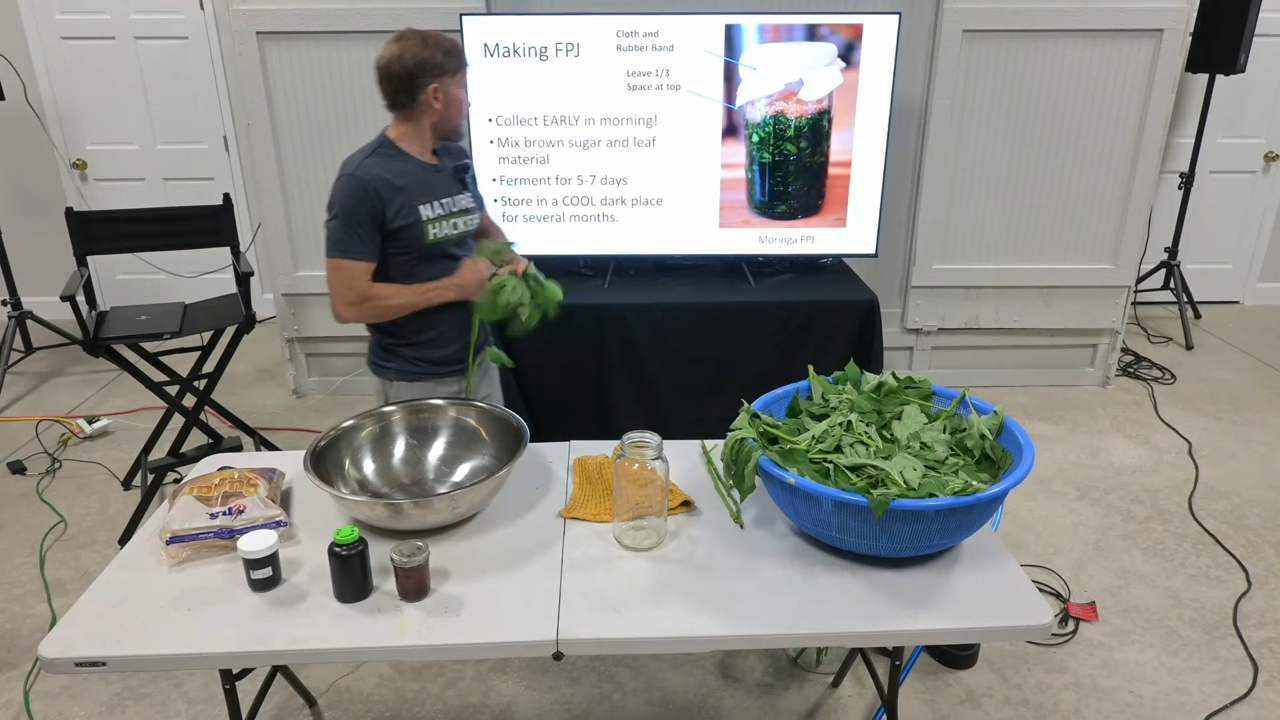 Making FPJ
Cloth and
Rubber Band
Leave 1/3
Space at top
• Collect EARLY in morning!
• Mix brown sugar and leaf
material
• Ferment for 5-7 days
• Store in a COOL dark place
for several months.
Moringa FPJ
NATURE
HACKER